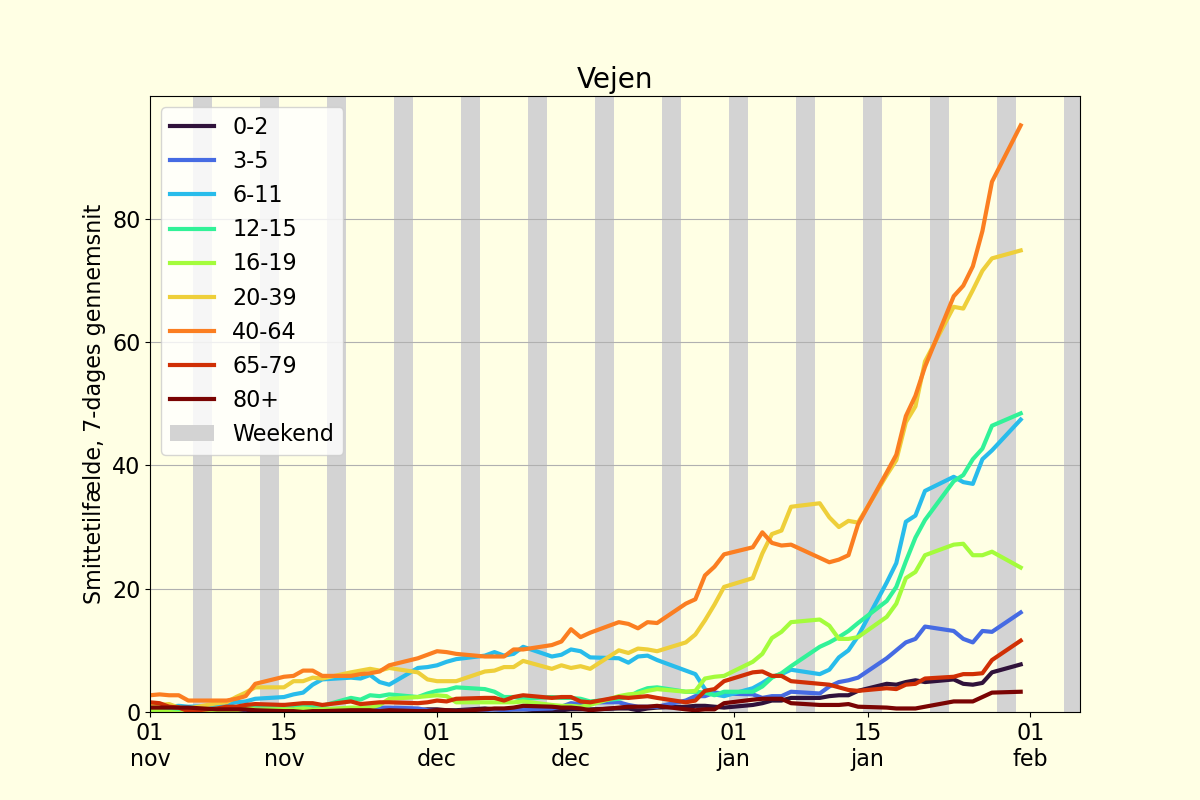 Vejen
Smittetilfælde, 7-dages gennemsnit
80
60
40
20
0
0-2
3-5
6-11
12-15
16-19
20-39
40-64
65-79
80+
Weekend
01 15 01 15 01 15 01
nov nov dec dec jan jan feb